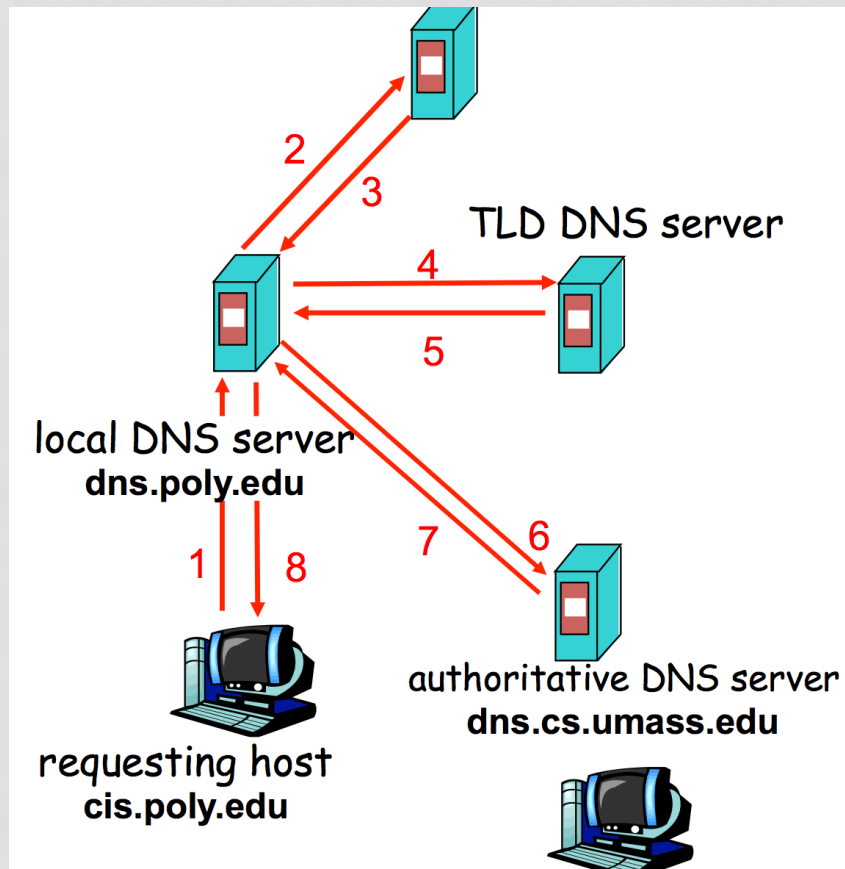 2
3
TLD DNS server
4
5
local DNS server
dns.poly.edu
7
6
1
8
authoritative DNS server
dns.cs.umass.edu
requesting host
cis.poly.edu